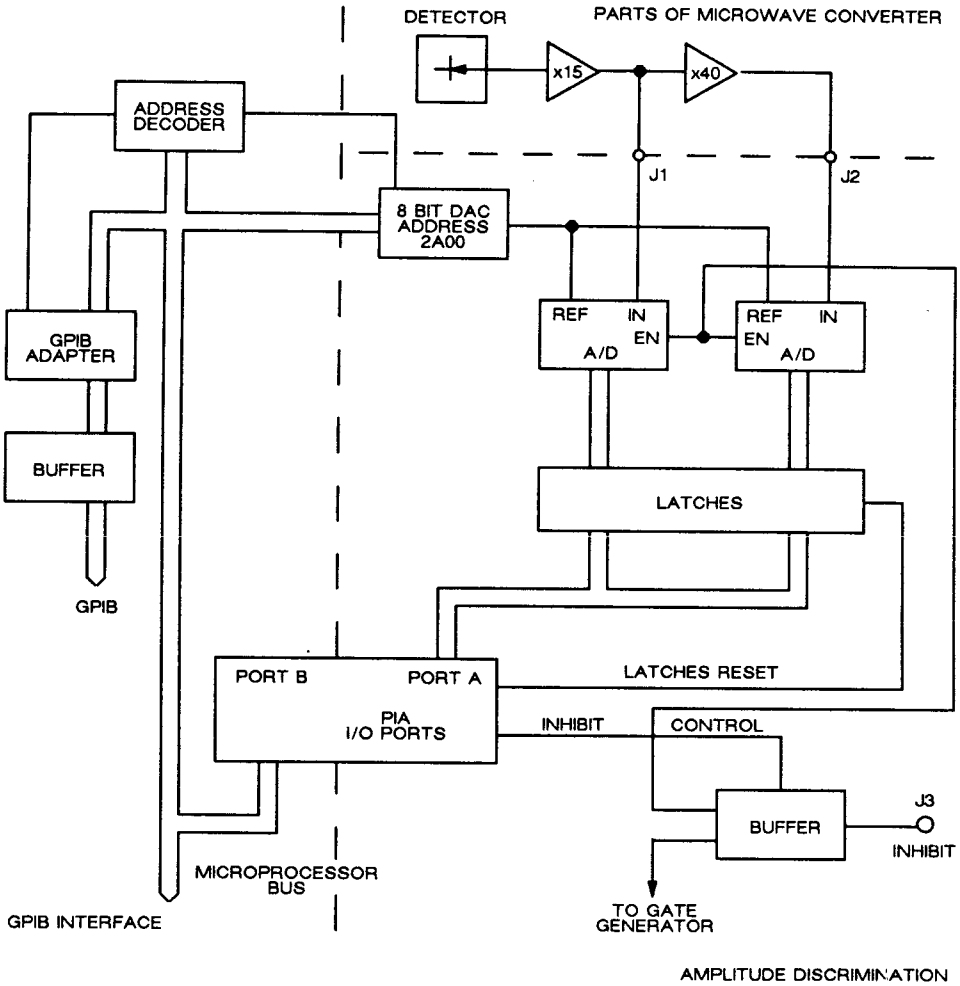 DETECTOR
PARTS OF MICROWAVE CONVERTER
x15
x40
ADDRESS
DECODER
J1
J2
8 BIT DAC
ADDRESS
2A00
REF IN
EN
A/D
REF IN
EN
A/D
GPIB
ADAPTER
BUFFER
LATCHES
GPIB
PORT B
PORT A
PIA
I/O PORTS
LATCHES RESET
INHIBIT
CONTROL
BUFFER
J3
INHIBIT
MICROPROCESSOR
BUS
GPIB INTERFACE
TO GATE
GENERATOR
AMPLITUDE DISCRIMINATION